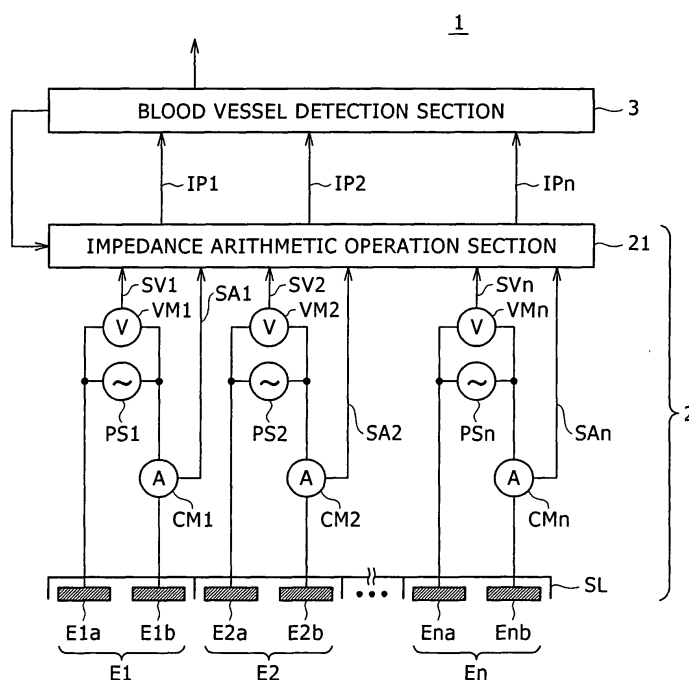 1
BLOOD VESSEL DETECTION SECTION
3
IP1
IP2
IPn
IMPEDANCE ARITHMETIC OPERATION SECTION
21
SV1
SA1
SV2
SVn
VM1
VM2
VMn
V
V
V
~
~
~
PS1
PS2
SA2
PSn
SAn
2
A
A
A
CM1
CM2
CMn
SL
E1a
E1b
E2a
E2b
Ena
Enb
E1
E2
En